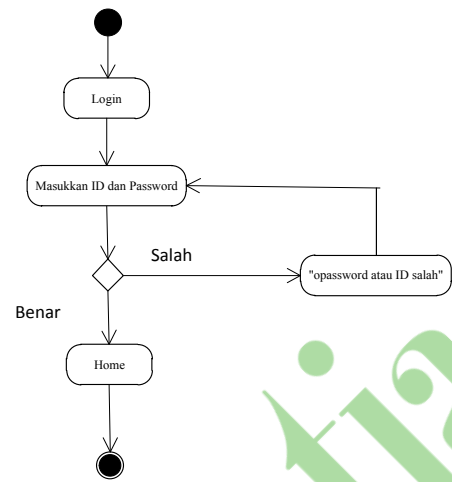 Login
Masukkan ID dan Password
Salah
"opassword atau ID salah"
Benar
Home